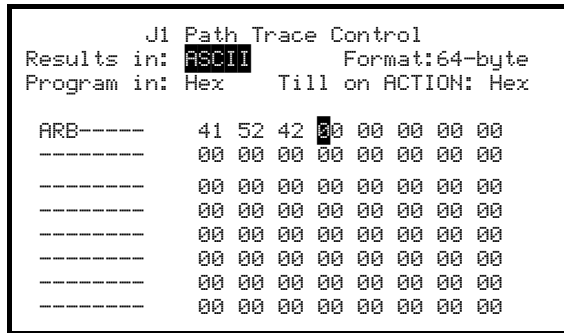 J1 Path Trace Control
Results in: ASCII Format:64-byte
Program in: Hex Till on ACTION: Hex
ARB----- 41 52 42 00 00 00 00 00
-------- 00 00 00 00 00 00 00 00
-------- 00 00 00 00 00 00 00 00
-------- 00 00 00 00 00 00 00 00
-------- 00 00 00 00 00 00 00 00
-------- 00 00 00 00 00 00 00 00
-------- 00 00 00 00 00 00 00 00
-------- 00 00 00 00 00 00 00 00